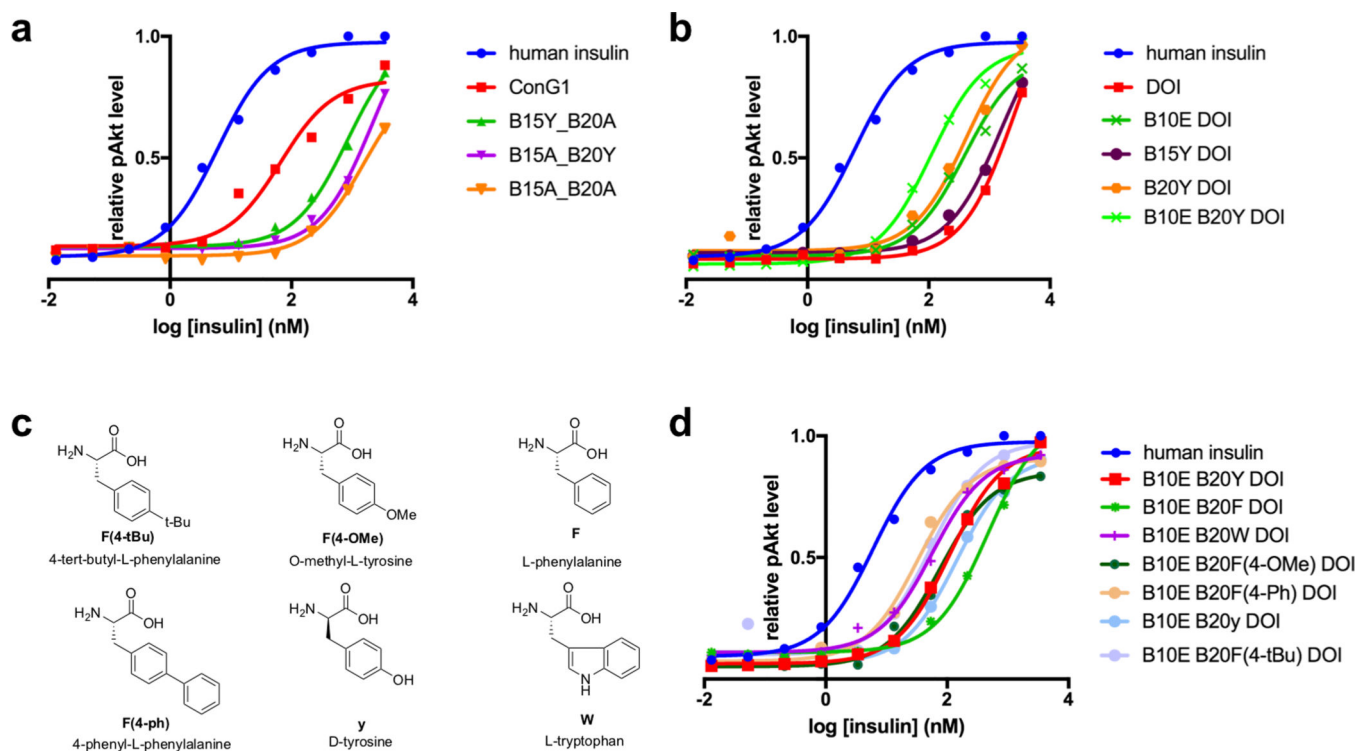 a
relative pAkt level
1.0
0.5
-2
0
2
4
log [insulin] (nM)
human insulin
ConG1
B15Y_B20A
B15A_B20Y
B15A_B20A
b
relative pAkt level
1.0
0.5
-2
0
2
4
log [insulin] (nM)
human insulin
DOI
B10E DOI
B15Y DOI
B20Y DOI
B10E B20Y DOI
c
H2N
O
OH
t-Bu
F(4-tBu)
4-tert-butyl-L-phenylalanine
H2N
O
OH
OMe
F(4-OMe)
O-methyl-L-tyrosine
H2N
O
OH
F
L-phenylalanine
H2N
O
OH
F(4-ph)
4-phenyl-L-phenylalanine
H2N
O
OH
OH
y
D-tyrosine
H2N
O
OH
N
H
W
L-tryptophan
d
relative pAkt level
1.0
0.5
-2
0
2
4
log [insulin] (nM)
human insulin
B10E B20Y DOI
B10E B20F DOI
B10E B20W DOI
B10E B20F(4-OMe) DOI
B10E B20F(4-Ph) DOI
B10E B20y DOI
B10E B20F(4-tBu) DOI